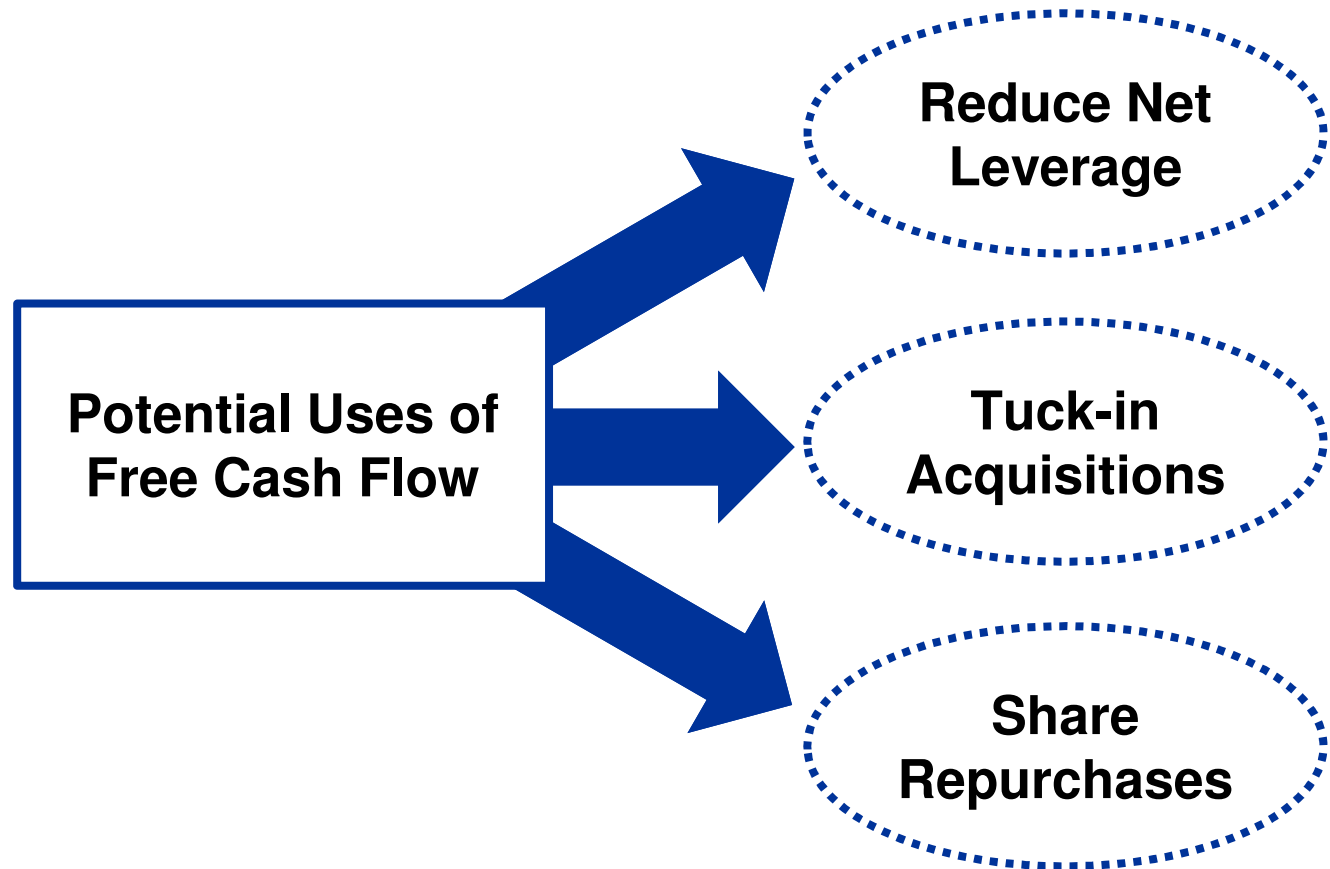 Potential Uses of
Free Cash Flow
Reduce Net
Leverage
Tuck-in
Acquisitions
Share
Repurchases